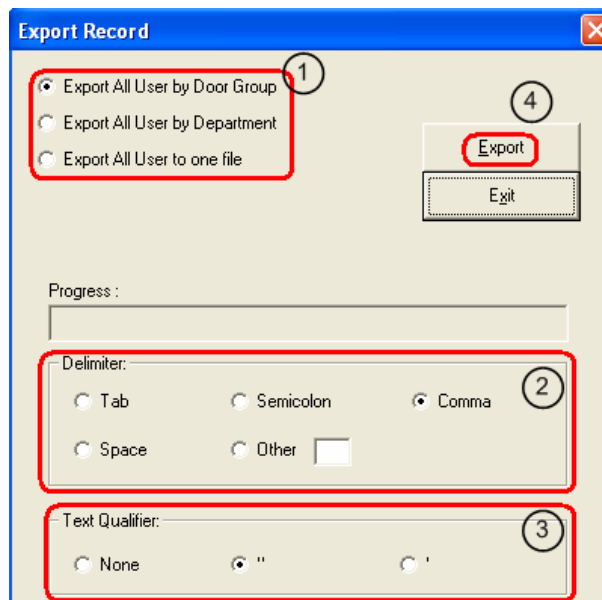 Export Record
1
Export All User by Door Group
4
Export All User by Department
Export
Export All User to one file
Exit
Progress :
Delimiter:
2
Tab Semicolon Comma
Space Other
Text Qualifier:
3
None " '